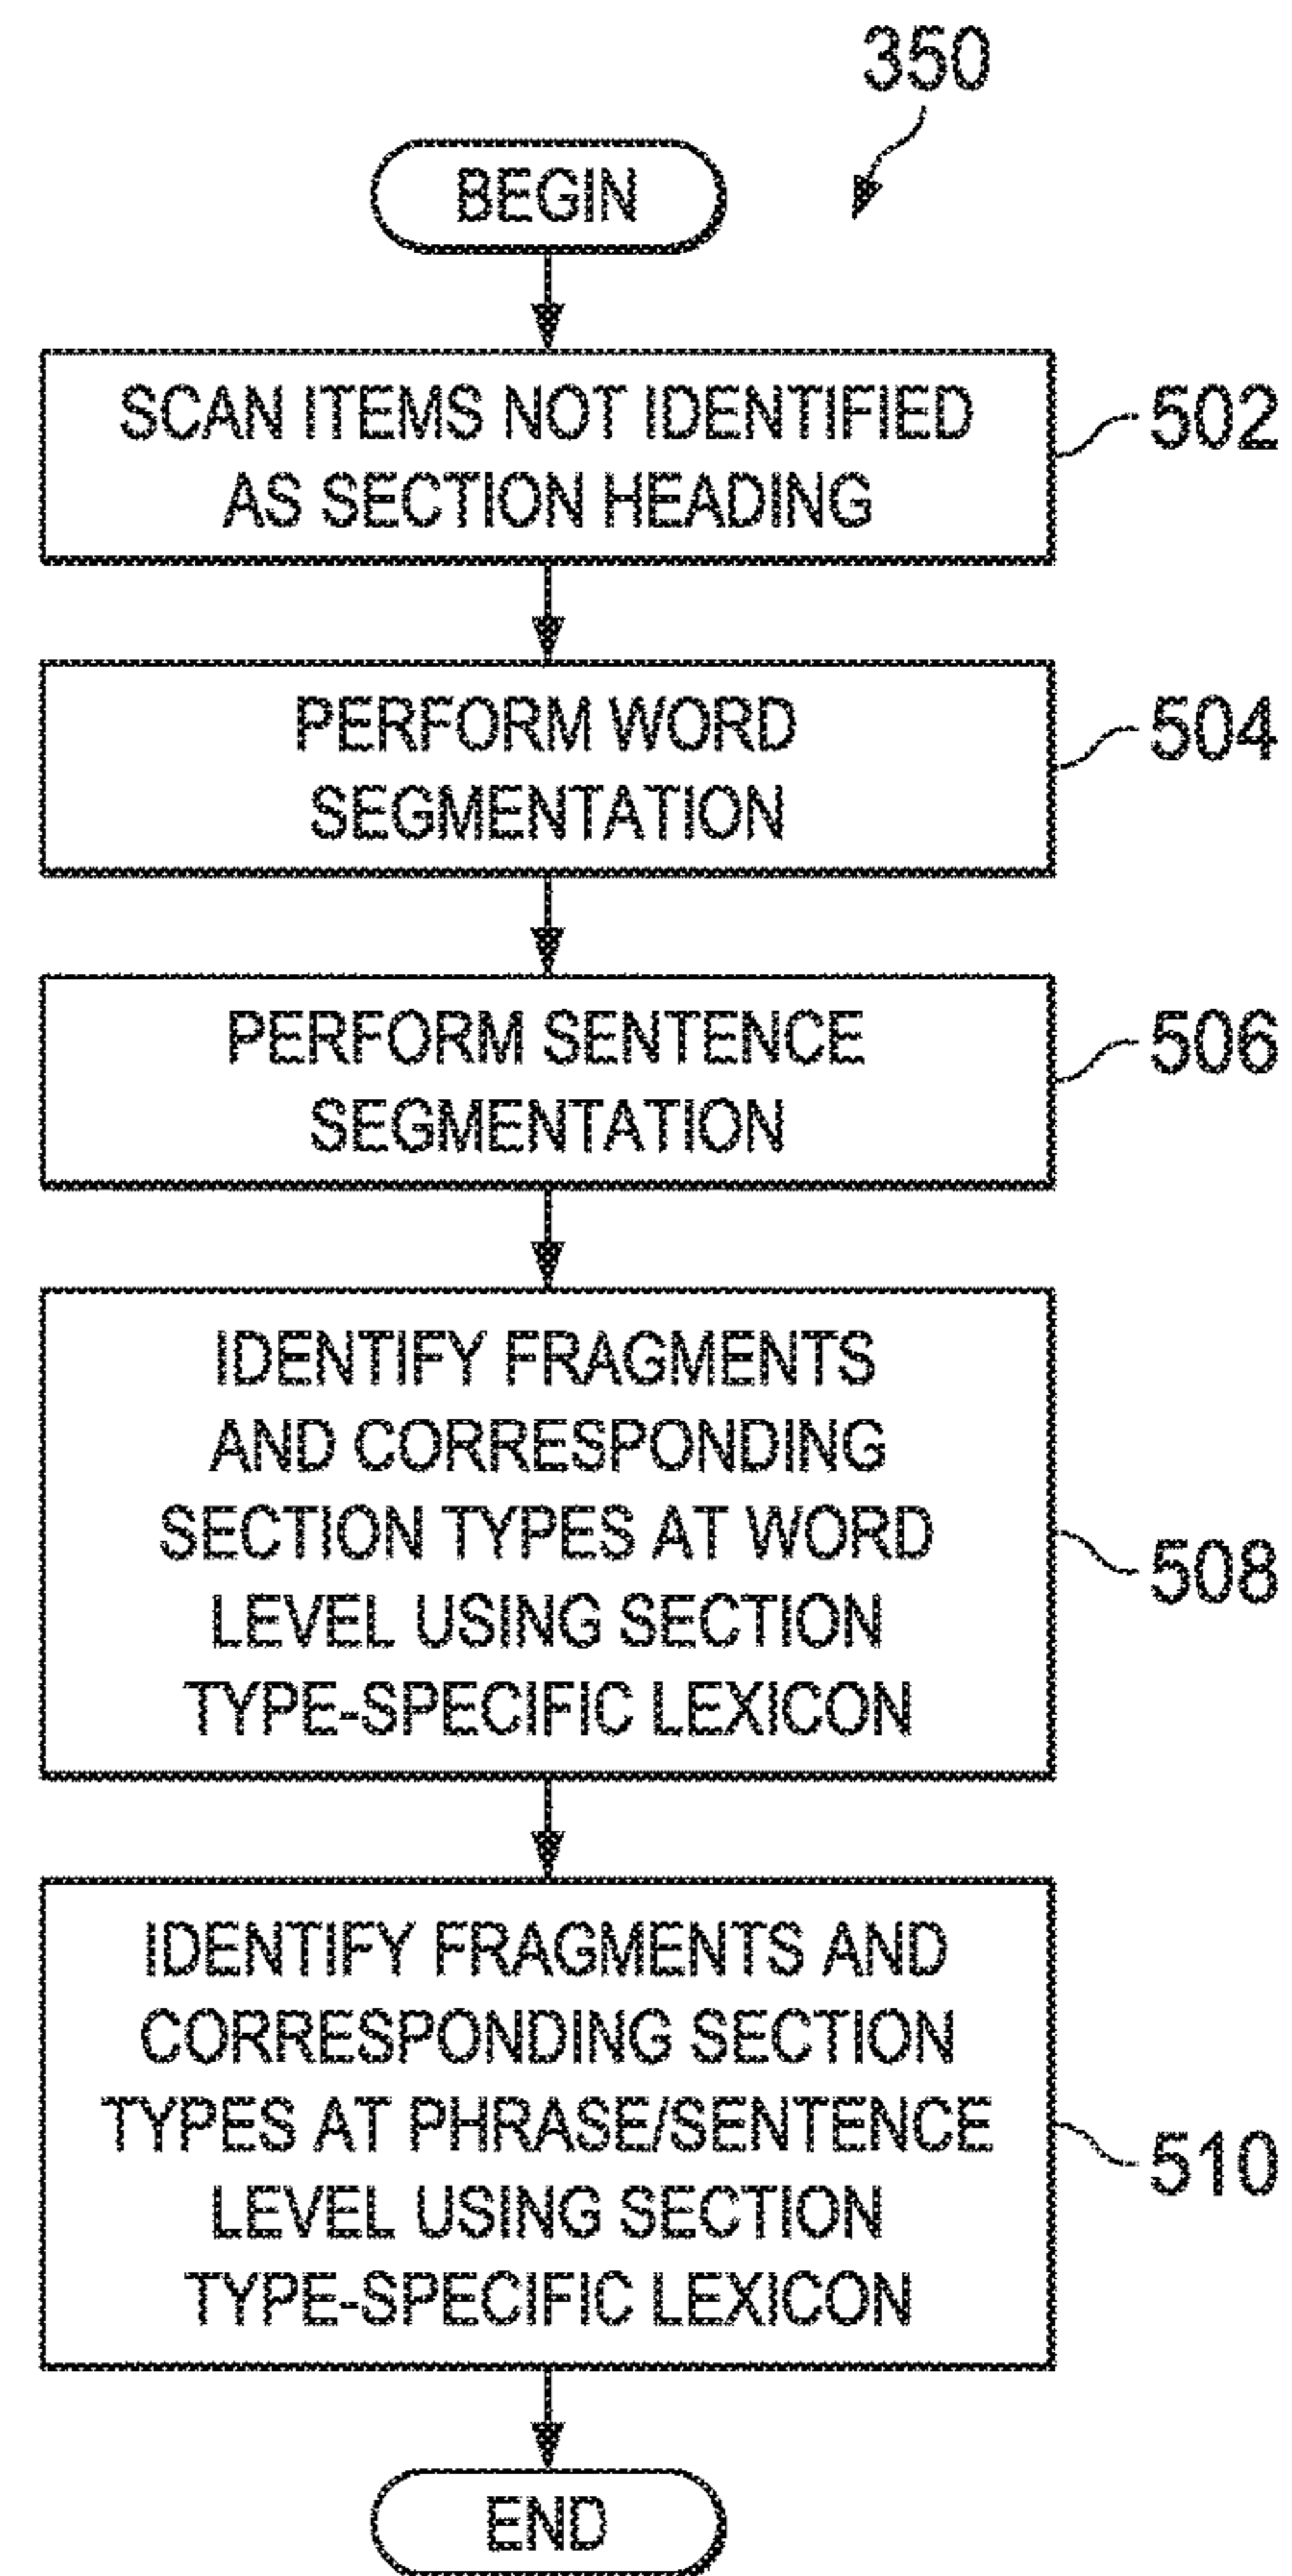 350
BEGIN
SCAN ITEMS NOT IDENTIFIED
AS SECTION HEADING
502
PERFORM WORD
SEGMENTATION
504
PERFORM SENTENCE
SEGMENTATION
506
IDENTIFY FRAGMENTS
AND CORRESPONDING
SECTION TYPES AT WORD
LEVEL USING SECTION
TYPE-SPECIFIC LEXICON
508
IDENTIFY FRAGMENTS AND
CORRESPONDING SECTION
TYPES AT PHRASE/SENTENCE
LEVEL USING SECTION
TYPE-SPECIFIC LEXICON
510
END